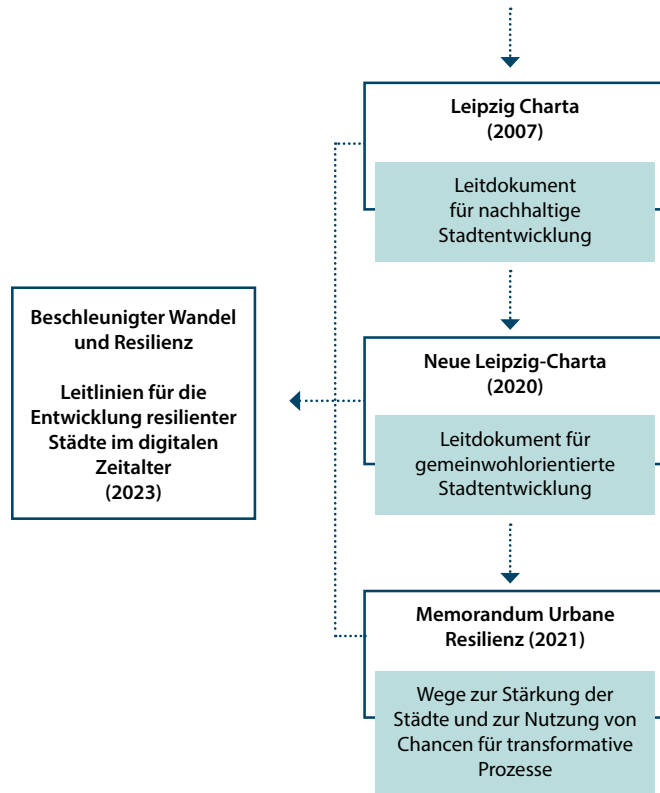 Leipzig Charta
(2007)
Leitdokument
für nachhaltige
Stadtentwicklung
Beschleunigter Wandel
und Resilienz
Leitlinien für die
Entwicklung resilienter
Städte im digitalen
Zeitalter
(2023)
Neue Leipzig-Charta
(2020)
Leitdokument für
gemeinwohlorientierte
Stadtentwicklung
Memorandum Urbane
Resilienz (2021)
Wege zur Stärkung der
Städte und zur Nutzung von
Chancen für transformative
Prozesse